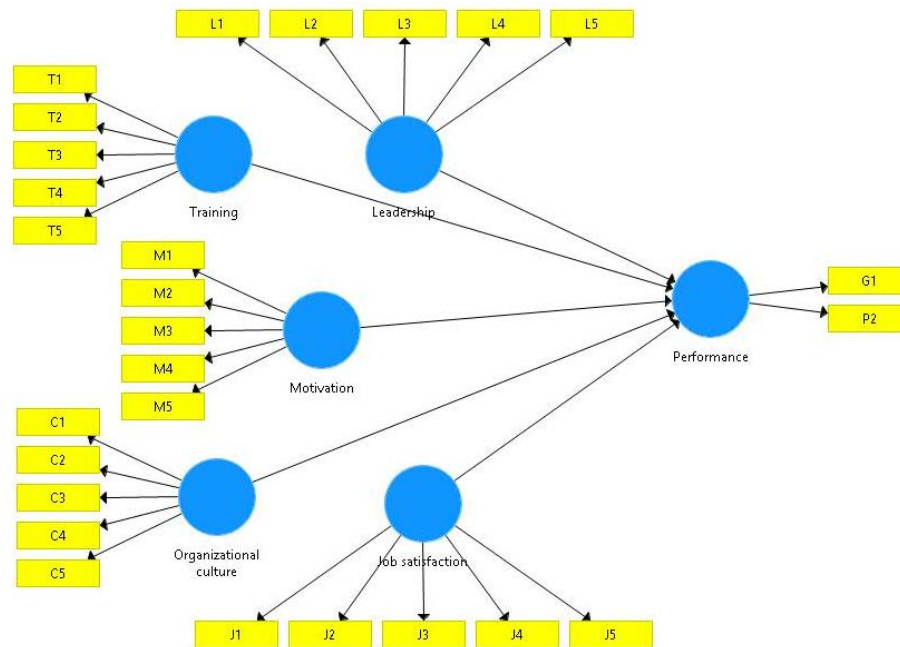 L1
L2
L3
L4
L5
T1
T2
T3
T4
T5
Training
Leadership
M1
M2
M3
M4
M5
Motivation
G1
P2
Performance
C1
C2
C3
C4
C5
Organizational
culture
Job satisfaction
J1
J2
J3
J4
J5